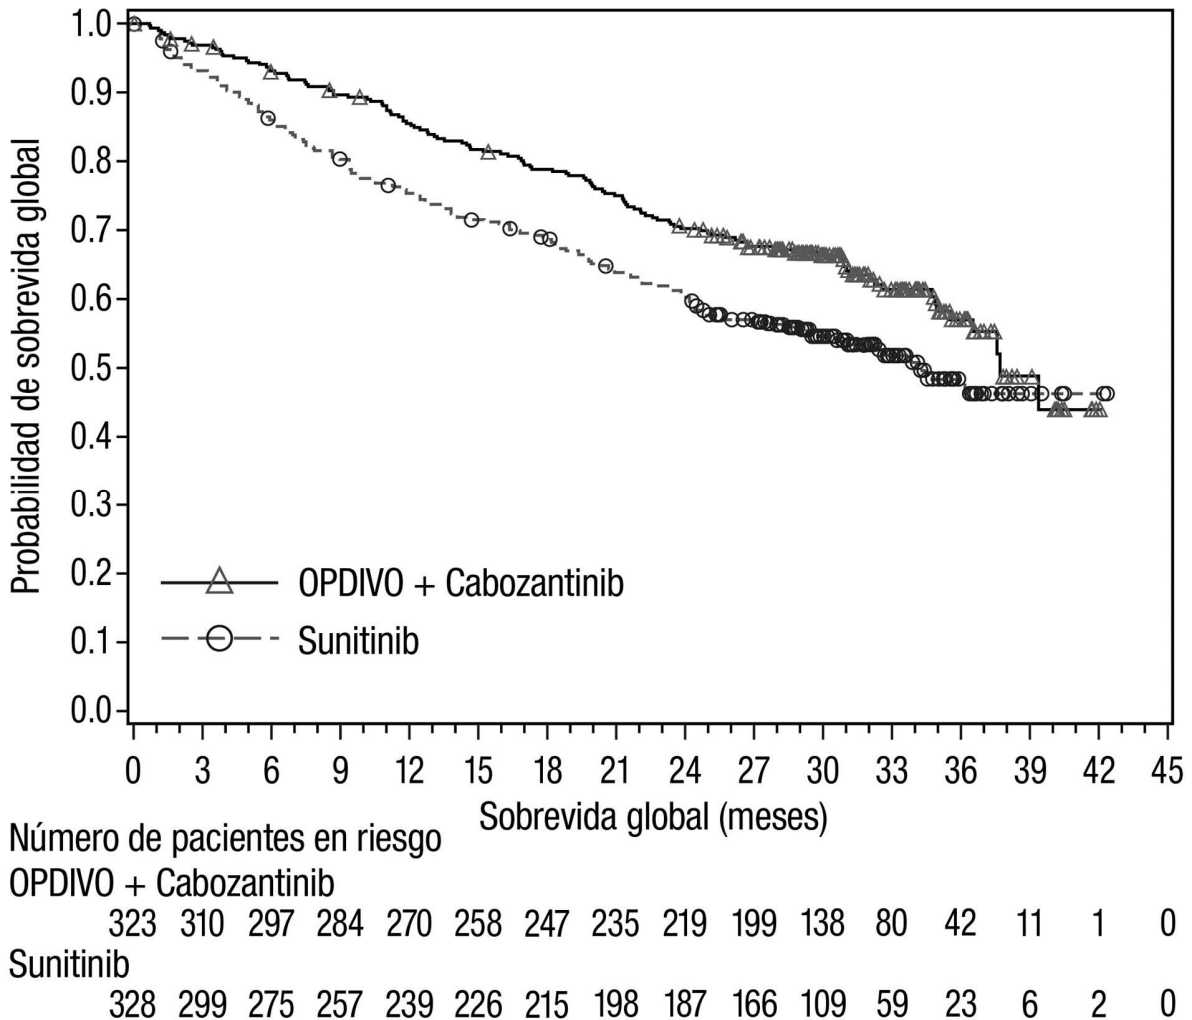 Probabilidad de sobrevida global
1.0
0.9
0.8
0.7
0.6
0.5
0.4
0.3
0.2
0.1
0.0
OPDIVO + Cabozantinib
Sunitinib
0 3 6 9 12 15 18 21 24 27 30 33 36 39 42 45
Sobrevida global (meses)
Número de pacientes en riesgo
OPDIVO + Cabozantinib
323 310 297 284 270 258 247 235 219 199 138 80 42 11 1 0
Sunitinib
328 299 275 257 239 226 215 198 187 166 109 59 23 6 2 0